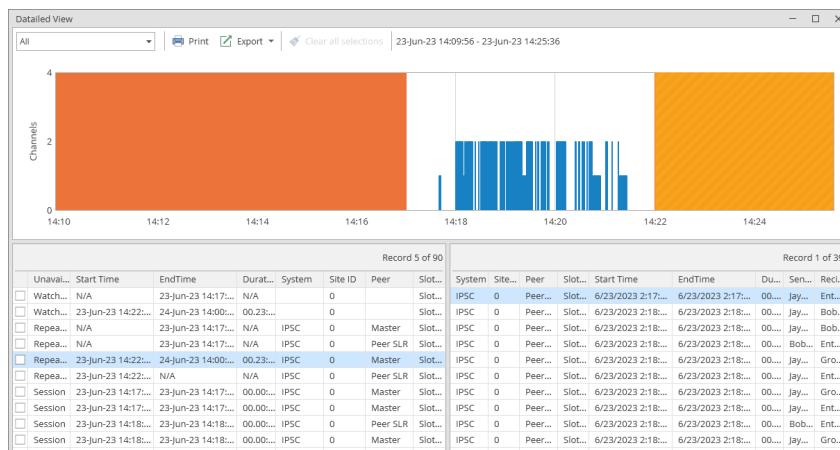 Datailed View
All Print Export Clear all selections 23-Jun-23 14:09:56 - 23-Jun-23 14:25:36
4
Channels
2
0
14:10 14:12 14:14 14:16 14:18 14:20 14:22 14:24
Record 5 of 90
Unavai... Start Time EndTime Durat... System Site ID Peer Slot...
Watch... N/A 23-Jun-23 14:17:... N/A 0 Slot...
Watch... 23-Jun-23 14:22:... 24-Jun-23 14:00:... 00.23:... 0 Slot...
Repea... N/A 23-Jun-23 14:17:... N/A IPSC 0 Master Slot...
Repea... N/A 23-Jun-23 14:17:... N/A IPSC 0 Peer SLR Slot...
Repea... 23-Jun-23 14:22:... 24-Jun-23 14:00:... 00.23:... IPSC 0 Master Slot...
Repea... 23-Jun-23 14:22:... N/A N/A IPSC 0 Peer SLR Slot...
Session 23-Jun-23 14:17:... 23-Jun-23 14:17:... 00.00:... IPSC 0 Master Slot...
Session 23-Jun-23 14:17:... 23-Jun-23 14:17:... 00.00:... IPSC 0 Master Slot...
Session 23-Jun-23 14:18:... 23-Jun-23 14:18:... 00.00:... IPSC 0 Peer SLR Slot...
Session 23-Jun-23 14:18:... 23-Jun-23 14:18:... 00.00:... IPSC 0 Master Slot...
Record 1 of 39
System Site... Peer Slot... Start Time EndTime Du... Sen... Reci...
IPSC 0 Peer... Slot... 6/23/2023 2:17:... 6/23/2023 2:17:... 00.... Jay... Ent...
IPSC 0 Peer... Slot... 6/23/2023 2:18:... 6/23/2023 2:18:... 00.... Jay... Bob...
IPSC 0 Peer... Slot... 6/23/2023 2:18:... 6/23/2023 2:18:... 00.... Jay... Bob...
IPSC 0 Peer... Slot... 6/23/2023 2:18:... 6/23/2023 2:18:... 00.... Bob... Ent...
IPSC 0 Peer... Slot... 6/23/2023 2:18:... 6/23/2023 2:18:... 00.... Jay... Gro...
IPSC 0 Peer... Slot... 6/23/2023 2:18:... 6/23/2023 2:18:... 00.... Jay... Ent...
IPSC 0 Peer... Slot... 6/23/2023 2:18:... 6/23/2023 2:18:... 00.... Jay... Gro...
IPSC 0 Peer... Slot... 6/23/2023 2:18:... 6/23/2023 2:18:... 00.... Jay... Ent...
IPSC 0 Peer... Slot... 6/23/2023 2:18:... 6/23/2023 2:18:... 00.... Bob... Ent...
IPSC 0 Peer... Slot... 6/23/2023 2:18:... 6/23/2023 2:18:... 00.... Jay... Gro...